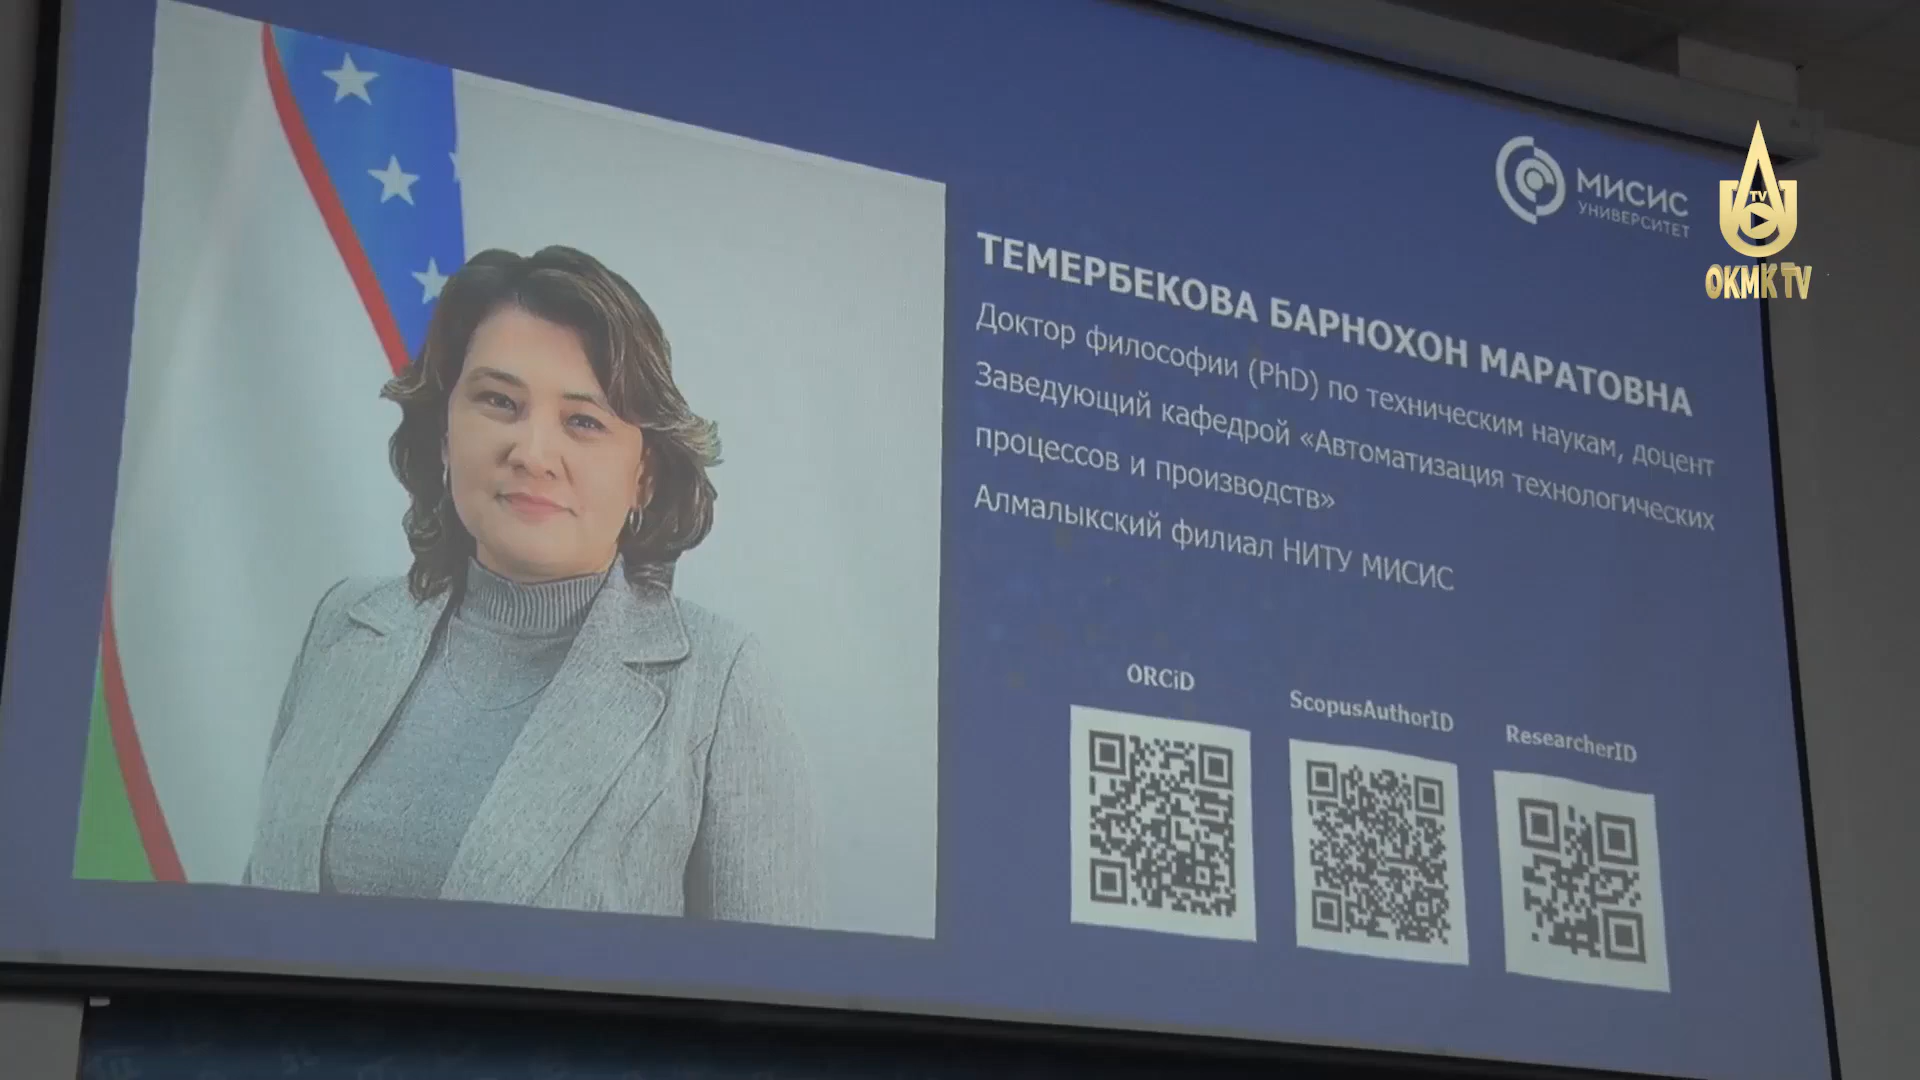 МИСИС
УНИВЕРСИТЕТ
TV
OKMK TV
ТЕМЕРБЕКОВА БАРНОХОН МАРАТОВНА
Доктор философии (PhD) по техническим наукам, доцент
Заведующий кафедрой «Автоматизация технологических
процессов и производств»
Алмалыкский филиал НИТУ МИСИС
ORCiD
ScopusAuthorID
ResearcherID